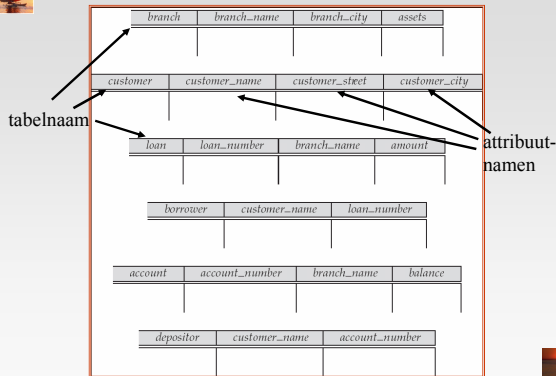 branch branch_name branch_city assets
customer customer_name customer_street customer_city
tabelnaam
loan loan_number branch_name amount
attribuut-
namen
borrower customer_name loan_number
account account_number branch_name balance
depositor customer_name account_number